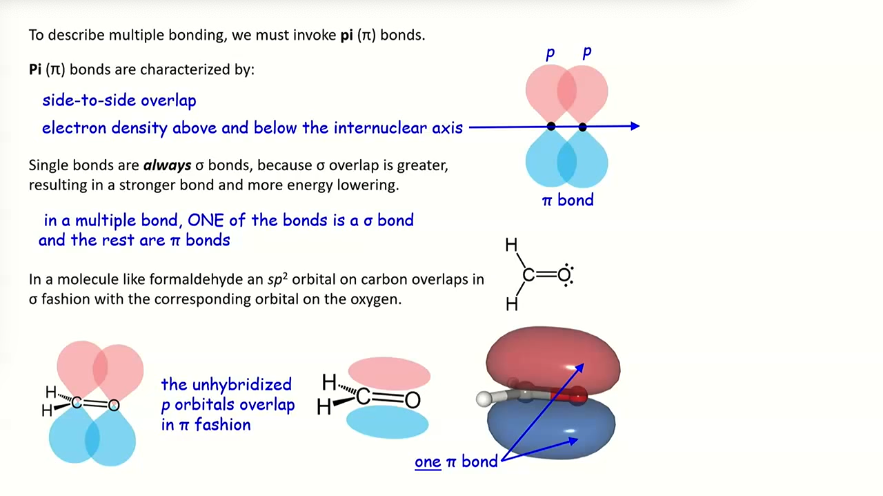 To describe multiple bonding, we must invoke pi (π) bonds.
p p
Pi (π) bonds are characterized by:
side-to-side overlap
electron density above and below the internuclear axis
Single bonds are always σ bonds, because σ overlap is greater,
resulting in a stronger bond and more energy lowering.
π bond
in a multiple bond, ONE of the bonds is a σ bond
and the rest are π bonds
In a molecule like formaldehyde an sp² orbital on carbon overlaps in
σ fashion with the corresponding orbital on the oxygen.
H
C O
H
H
H C O
the unhybridized
p orbitals overlap
in π fashion
H
H C O
one π bond